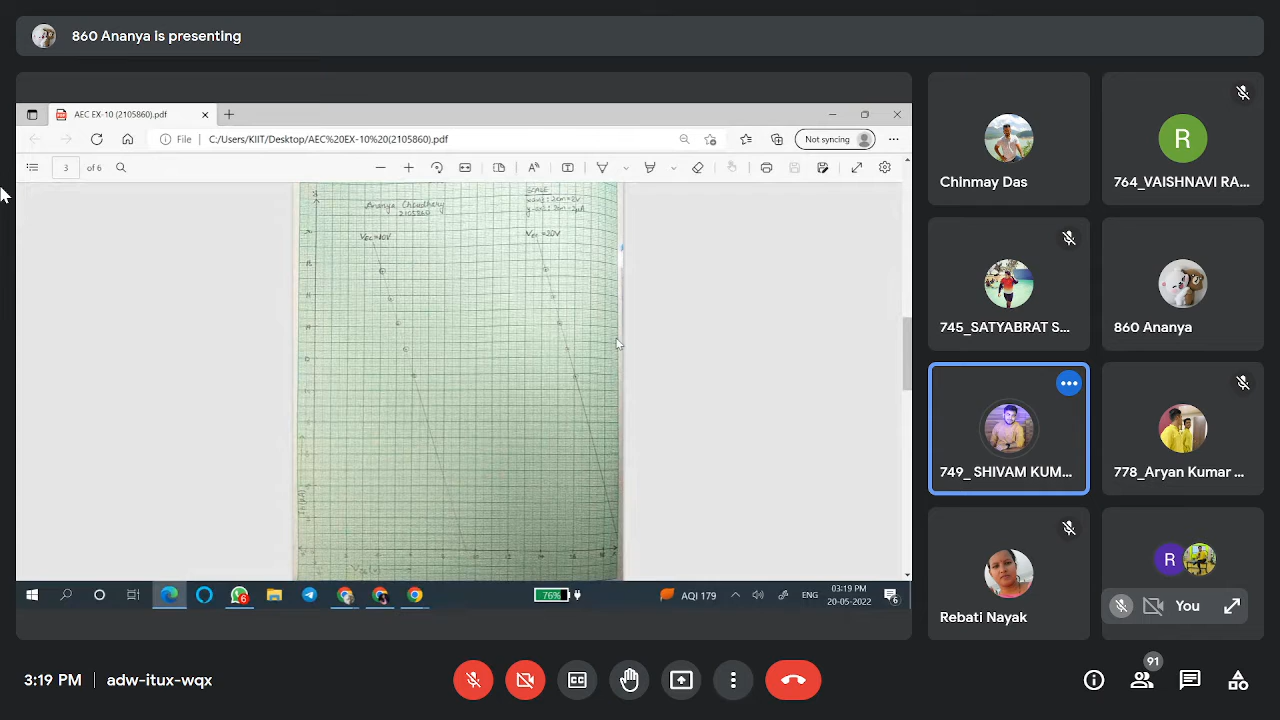 860 Ananya is presenting
AEC EX-10 (2105860).pdf
File
C:/Users/KIIT/Desktop/AEC%20EX-10%20(2105860).pdf
Not syncing
3 of 6
Ananya Choudhery
2105860
SCALE
=10V
=20V
76%
AQI 179
ENG
03:19 PM
20-05-2022
6
6
Chinmay Das
R
764_VAISHNAVI RA...
745_SATYABRAT S...
860 Ananya
749_ SHIVAM KUM...
778_Aryan Kumar ...
Rebati Nayak
R
You
3:19 PM
adw-itux-wqx
91